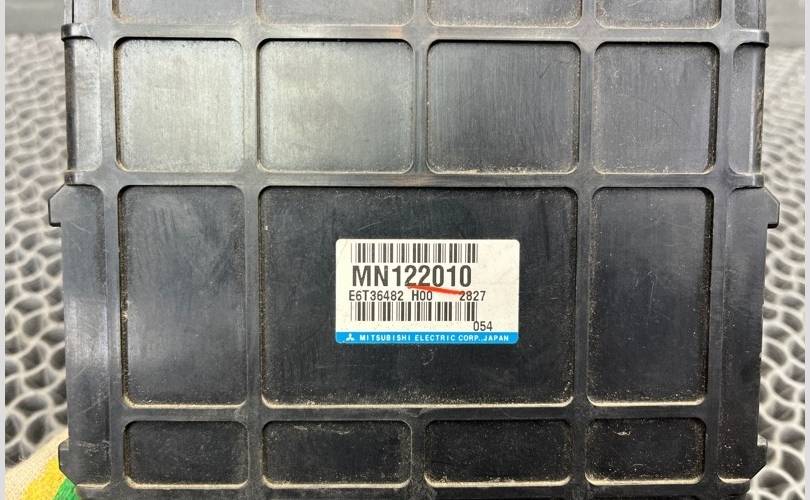 MN122010
E6T36482 H00 2827
054
MITSUBISHI ELECTRIC CORP.,JAPAN